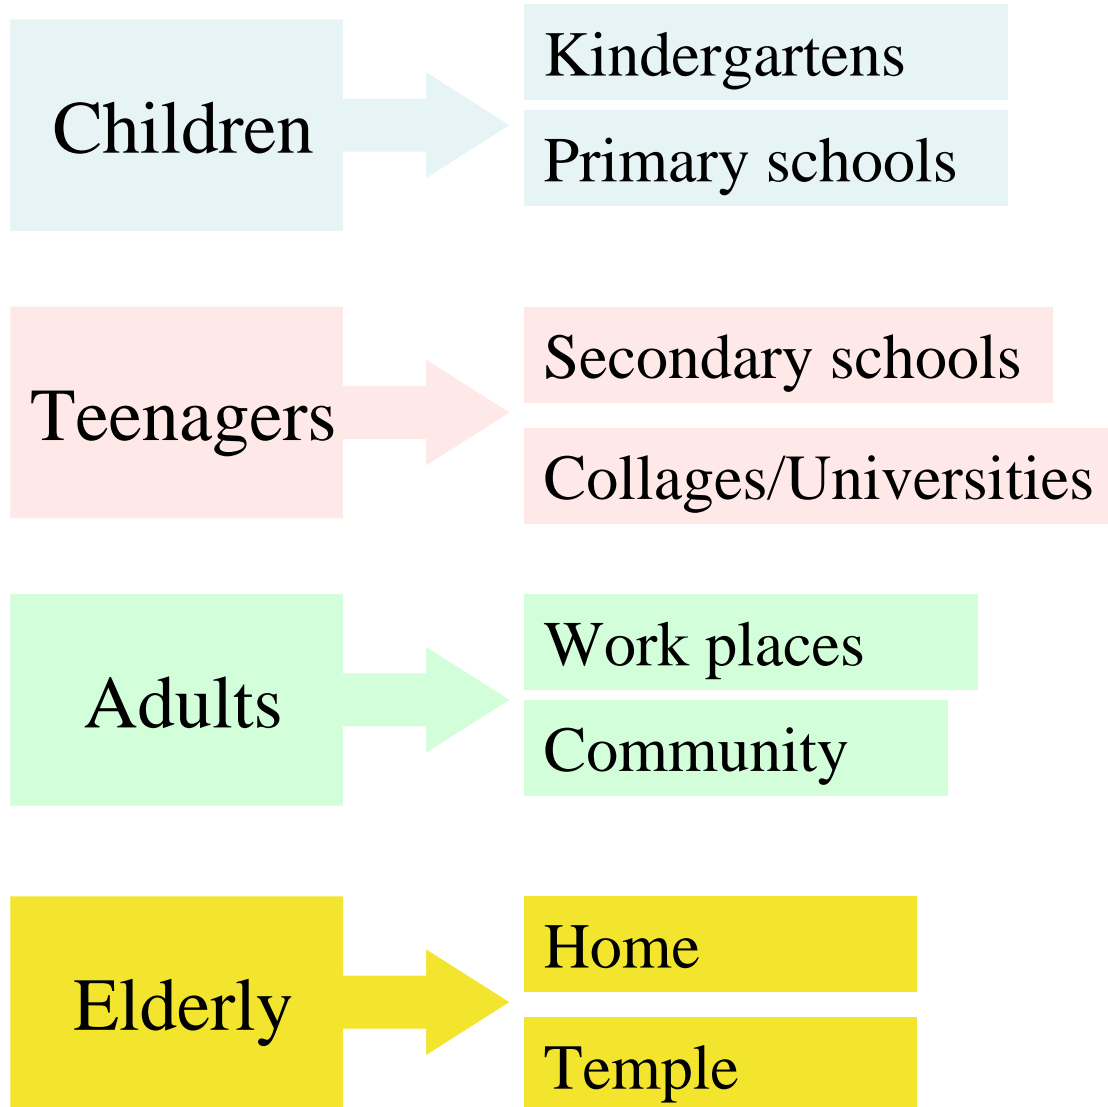 Children
Kindergartens
Primary schools
Teenagers
Secondary schools
Collages/Universities
Adults
Work places
Community
Elderly
Home
Temple